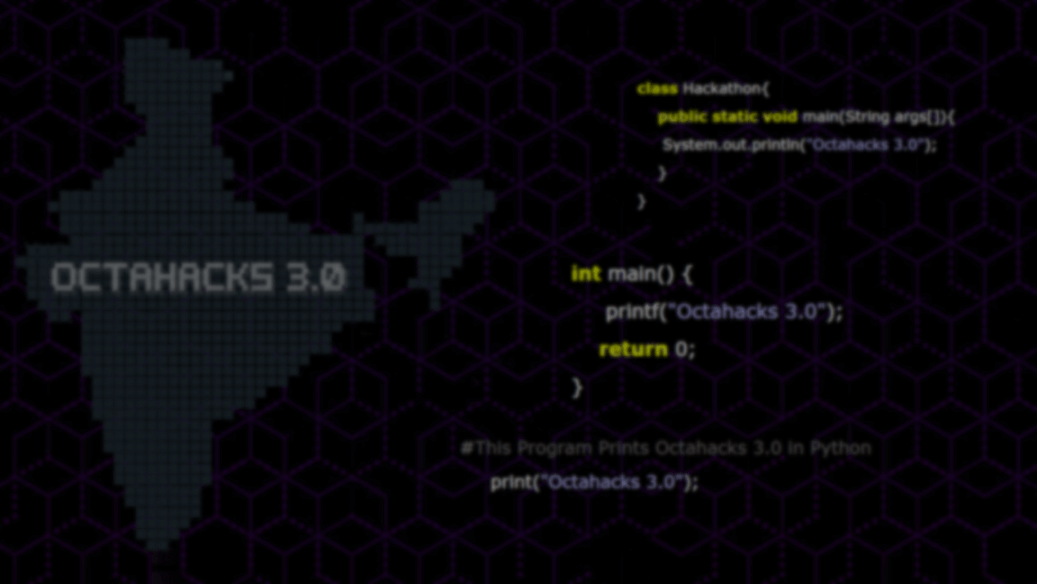 OCTAHACKS 3.0
class Hackathon{
public static void main(String args[]){
System.out.println("Octahacks 3.0");
}
}
int main() {
printf("Octahacks 3.0");
return 0;
}
#This Program Prints Octahacks 3.0 in Python
print("Octahacks 3.0");